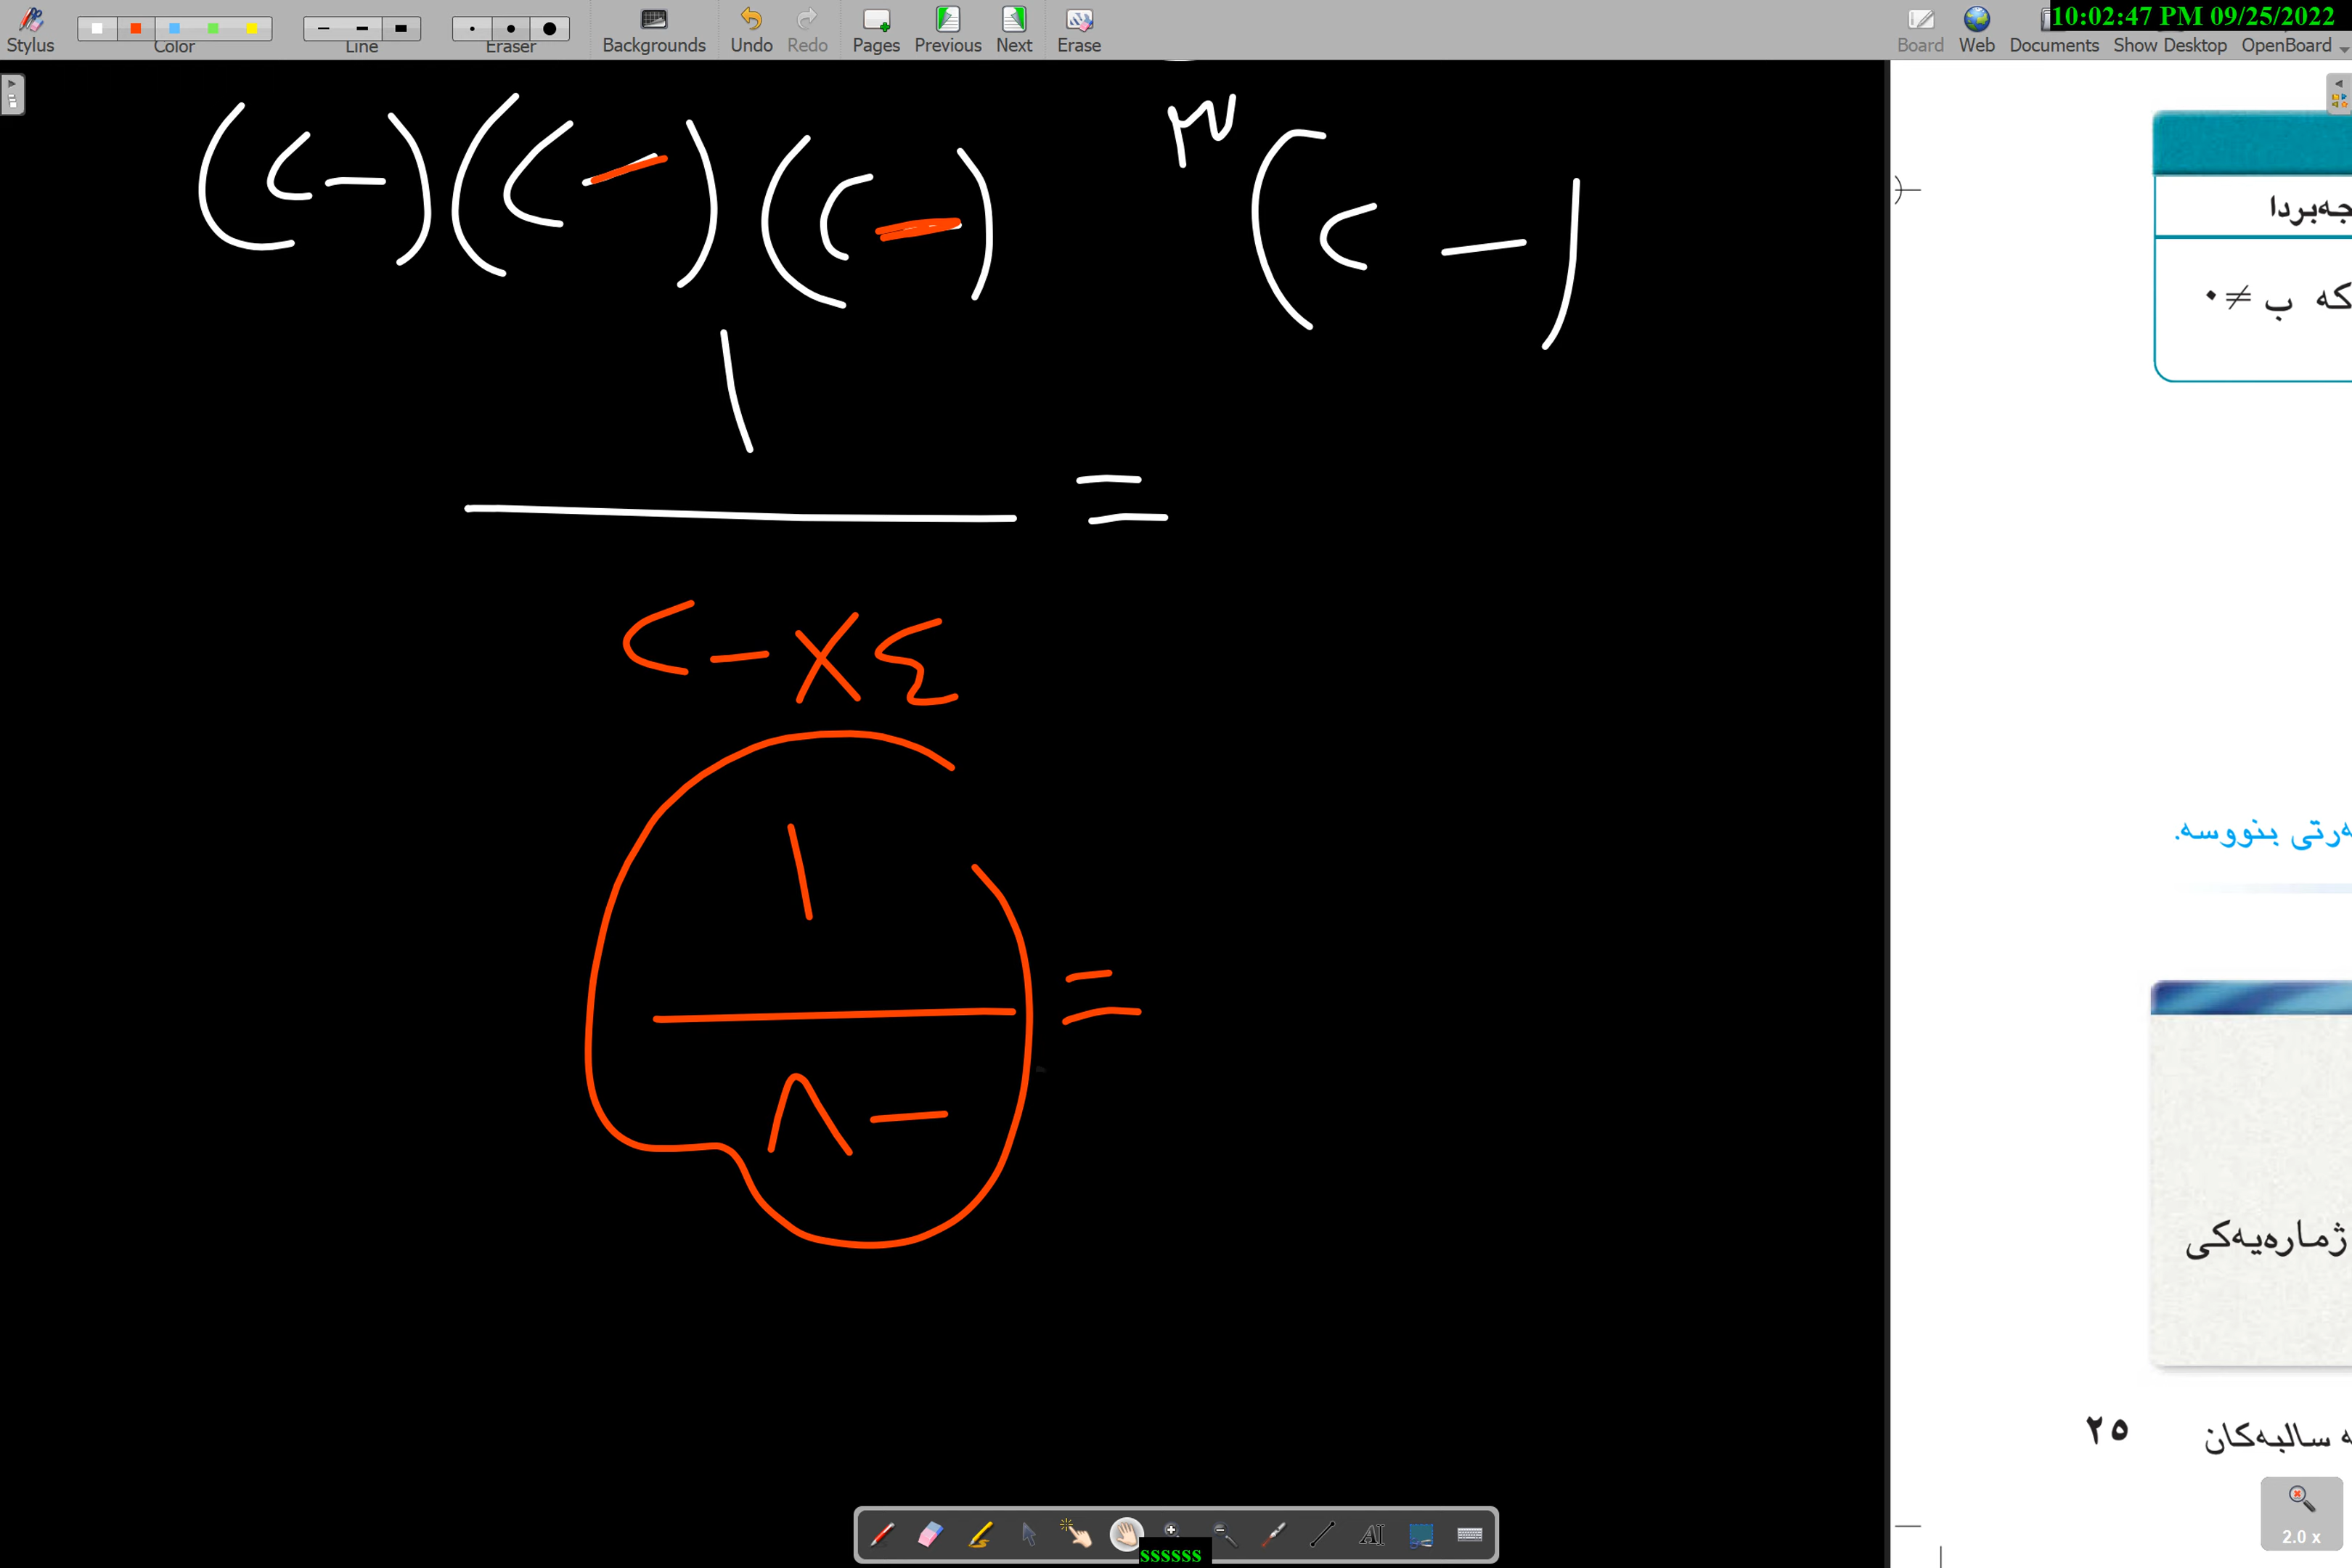 10:02:47 PM 09/25/2022
Stylus Color Line Eraser Backgrounds Undo Redo Pages Previous Next Erase Board Web Documents Show Desktop OpenBoard
(-٢)٣ (-٢)(-٢)(-٢)
= ١
٤×-٢
= ١
-٨
جەبردا
کە ب ≠ ٠
ەرتی بنووسە.
ژمارەیەکی
ە سالبەکان
٢٥
2.0 x
ssssss